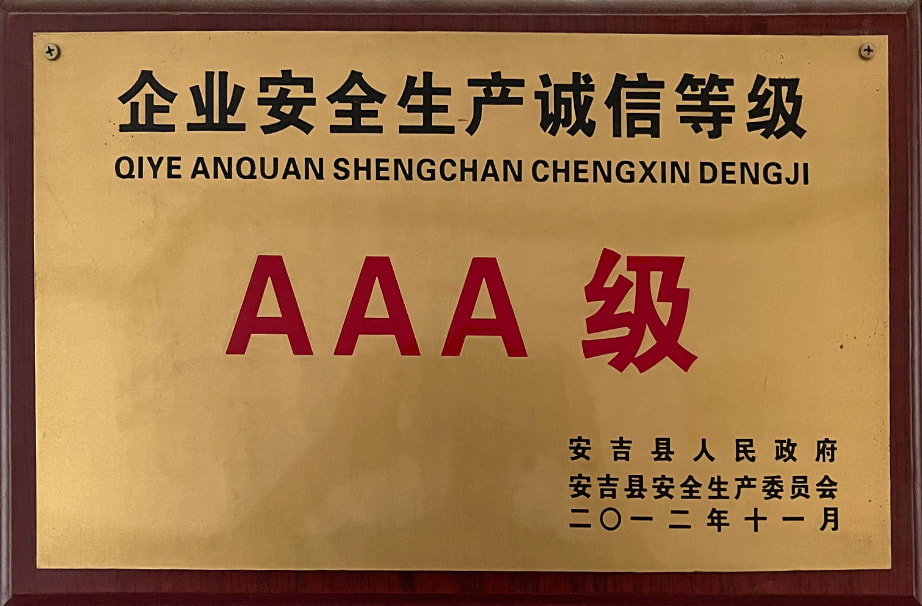 企业安全生产诚信等级
QIYE ANQUAN SHENGCHAN CHENGXIN DENGJI
AAA 级
安吉县人民政府
安吉县安全生产委员会
二〇一二年十一月